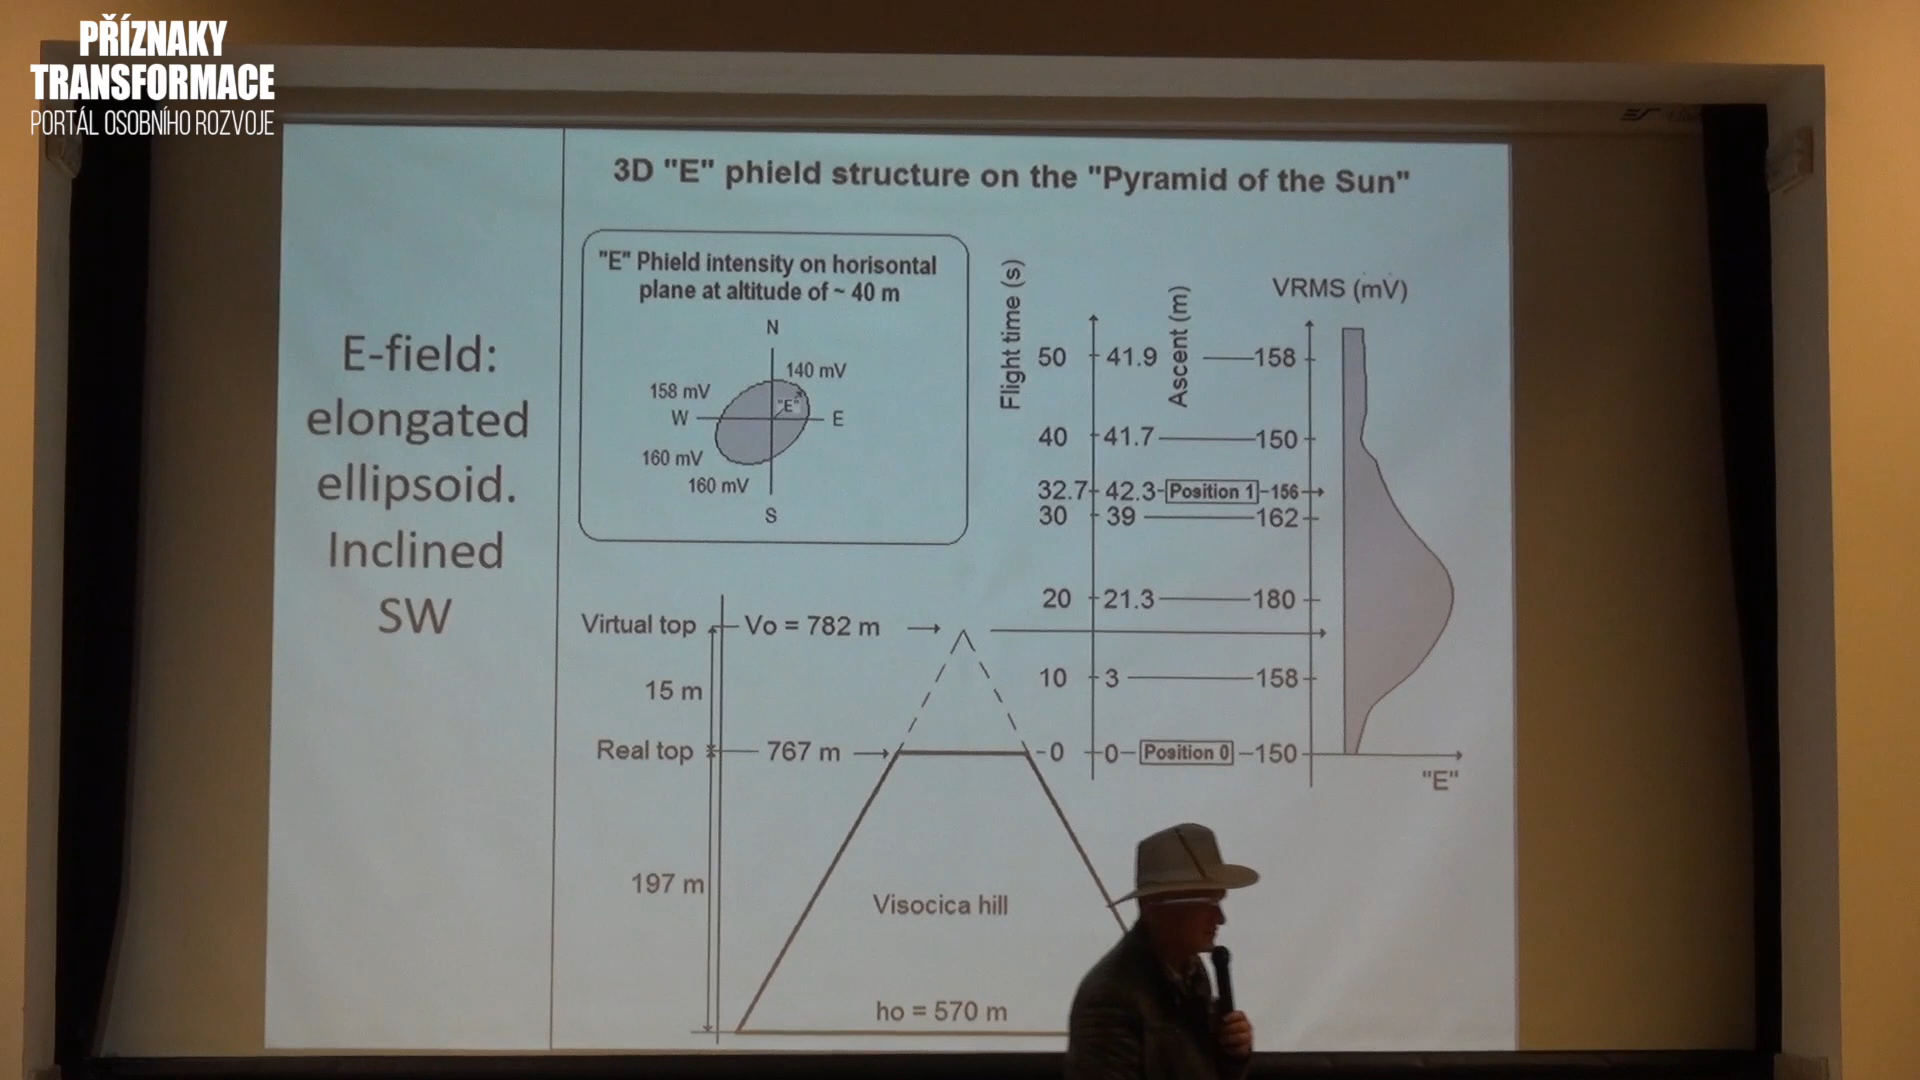 PŘÍZNAKY
TRANSFORMACE
PORTÁL OSOBNÍHO ROZVOJE
E-field:
elongated
ellipsoid.
Inclined
SW
3D "E" phield structure on the "Pyramid of the Sun"
"E" Phield intensity on horisontal
plane at altitude of ~ 40 m
N
140 mV
158 mV
"E"
W
E
160 mV
160 mV
S
Flight time (s)
Ascent (m)
VRMS (mV)
50 41.9 158
40 41.7 150
32.7 42.3 Position 1 156
30 39 162
20 21.3 180
10 3 158
0 0 Position 0 150
"E"
Virtual top Vo = 782 m
15 m
Real top 767 m
197 m
Visocica hill
ho = 570 m